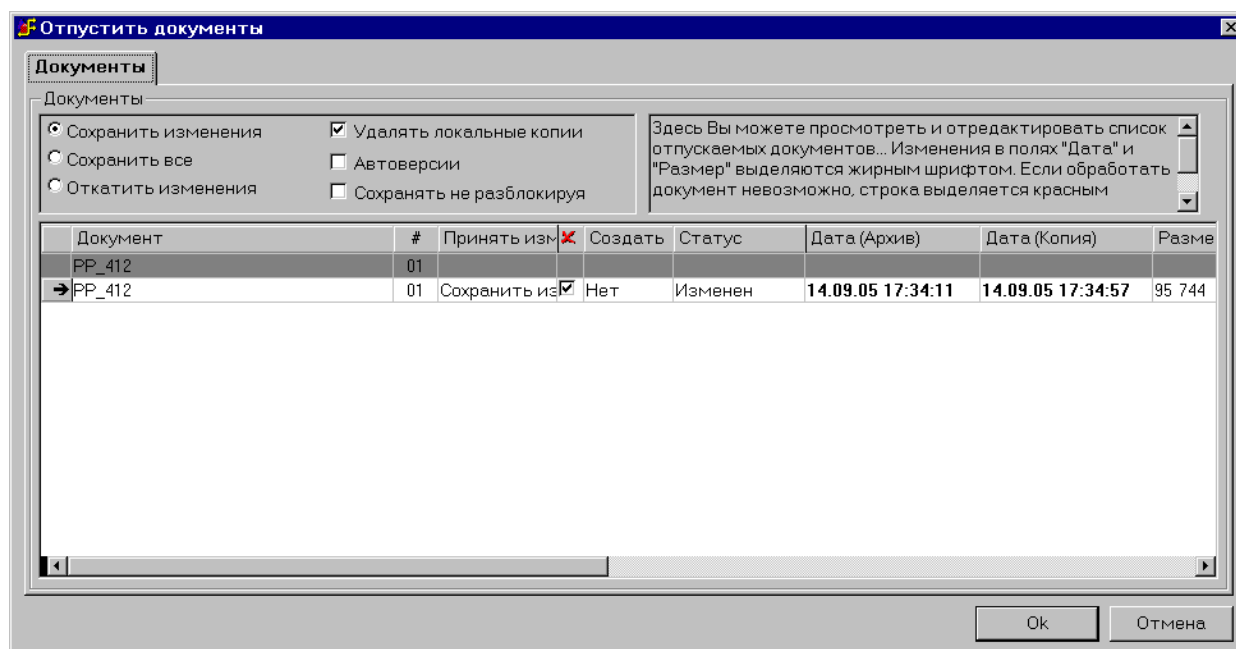 Отпустить документы
Документы
Документы
Сохранить изменения
Сохранить все
Откатить изменения
Удалять локальные копии
Автоверсии
Сохранять не разблокируя
Здесь Вы можете просмотреть и отредактировать список
отпускаемых документов... Изменения в полях "Дата" и
"Размер" выделяются жирным шрифтом. Если обработать
документ невозможно, строка выделяется красным
Документ # Принять изм Создать Статус Дата (Архив) Дата (Копия) Разме
PP_412 01
PP_412 01 Сохранить из Нет Изменен 14.09.05 17:34:11 14.09.05 17:34:57 95 744
Ok Отмена